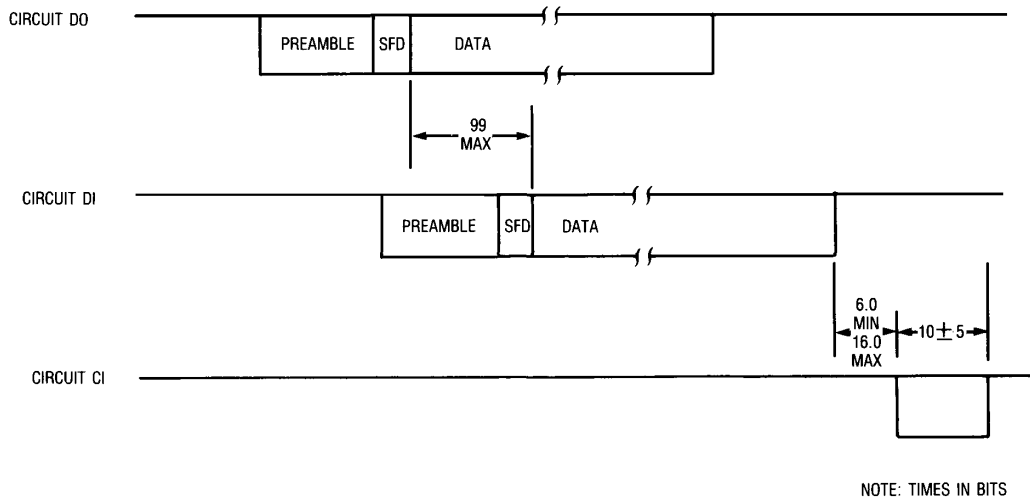 CIRCUIT DO
PREAMBLE SFD DATA
99
MAX
CIRCUIT DI
PREAMBLE SFD DATA
6.0
MIN
16.0
MAX
10 ± 5
CIRCUIT CI
NOTE: TIMES IN BITS